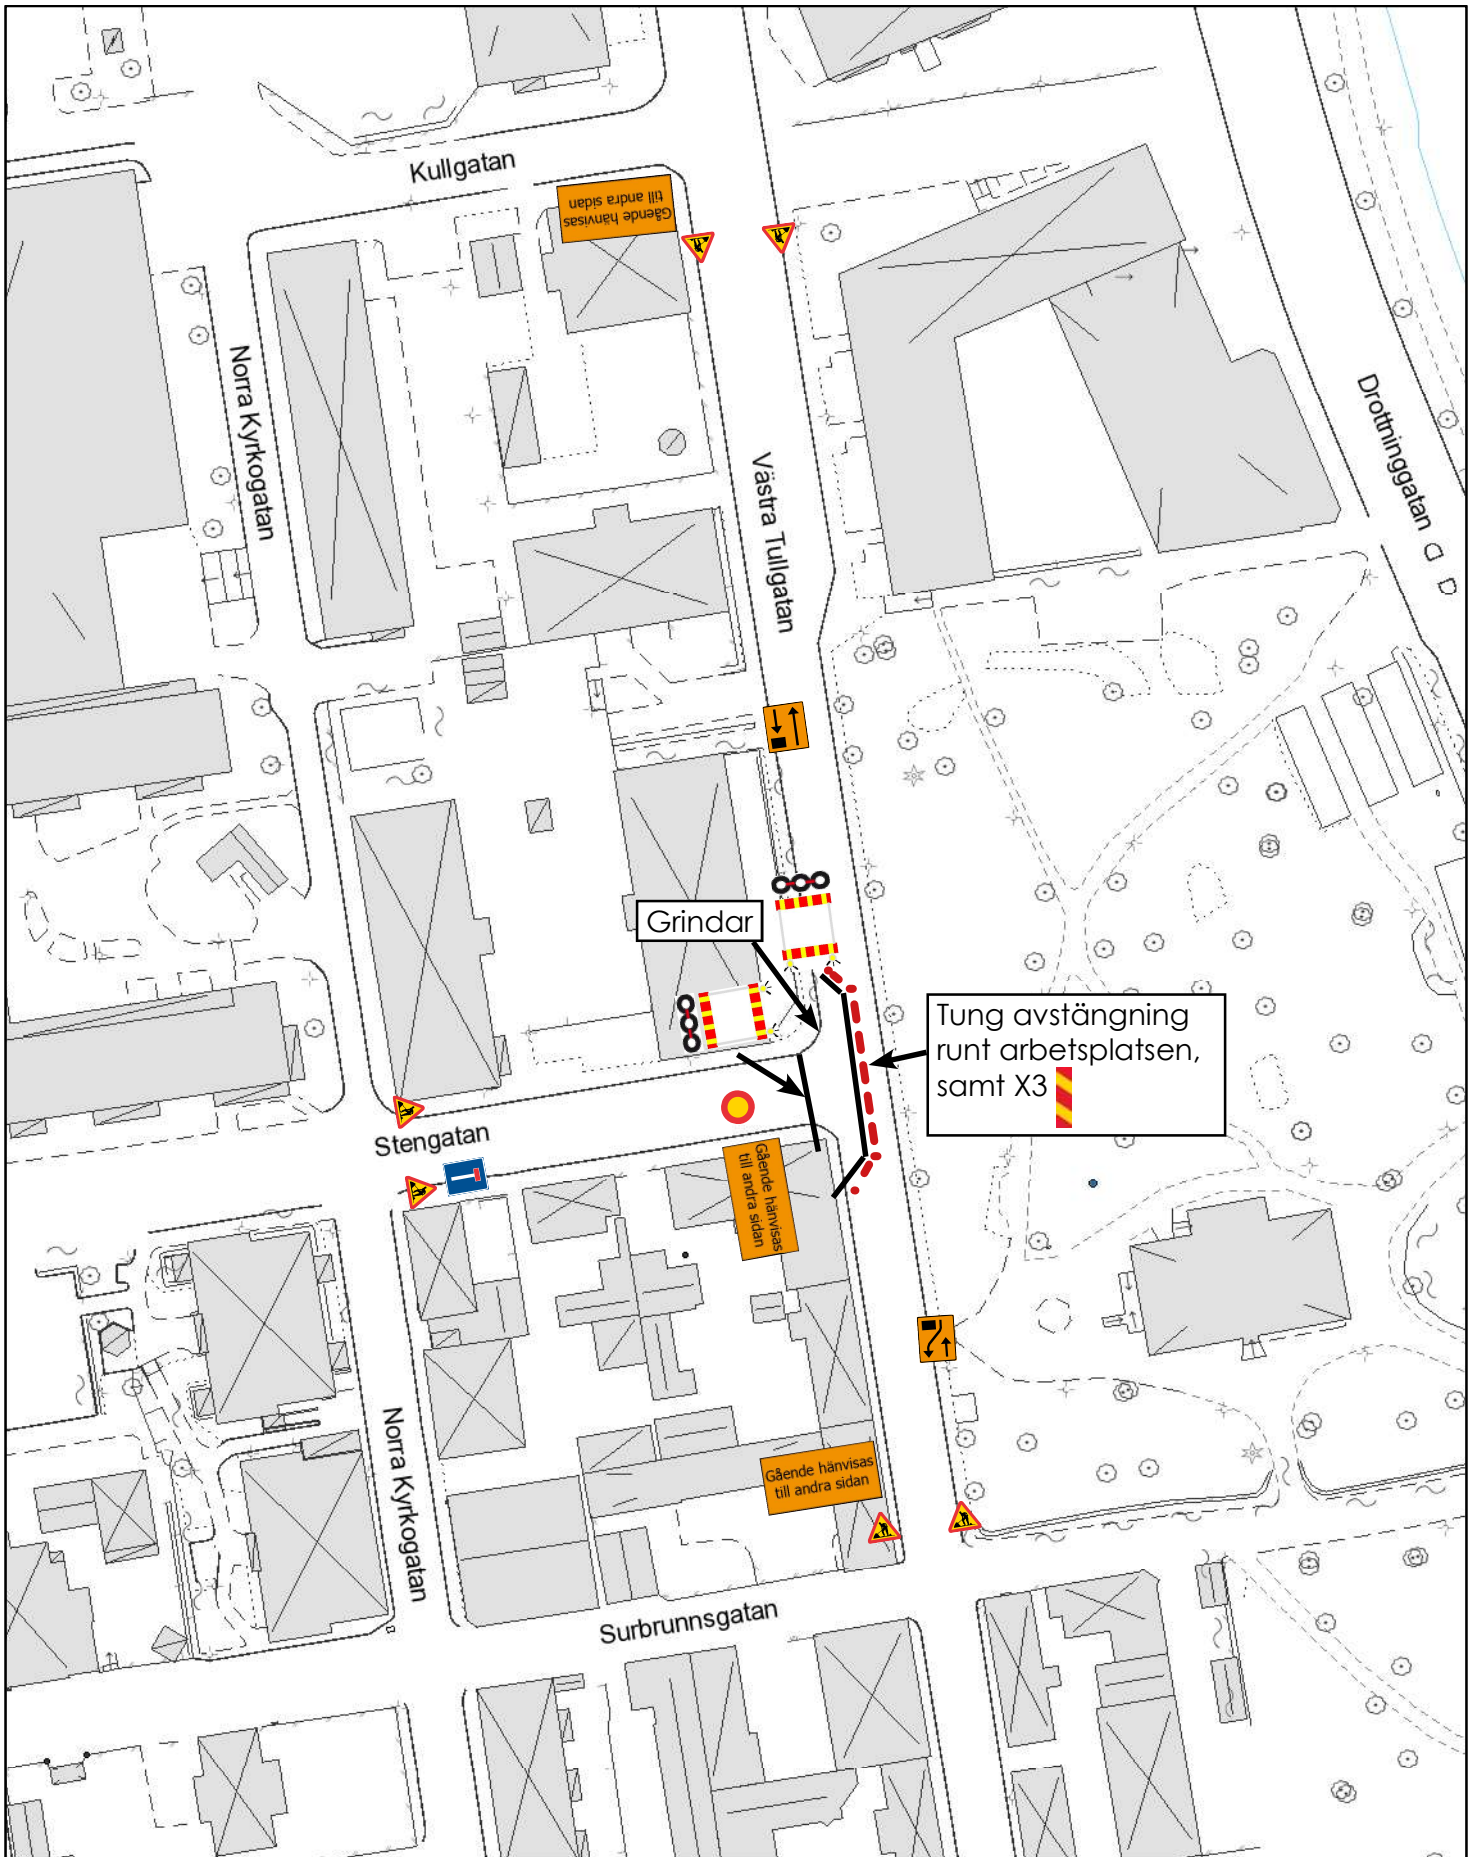 Kullgatan
Gående hänvisas
till andra sidan
Norra Kyrkogatan
Västra Tullgatan
Drottninggatan
Grindar
Tung avstängning
runt arbetsplatsen,
samt X3
Stengatan
Gående hänvisas
till andra sidan
Norra Kyrkogatan
Gående hänvisas
till andra sidan
Surbrunnsgatan